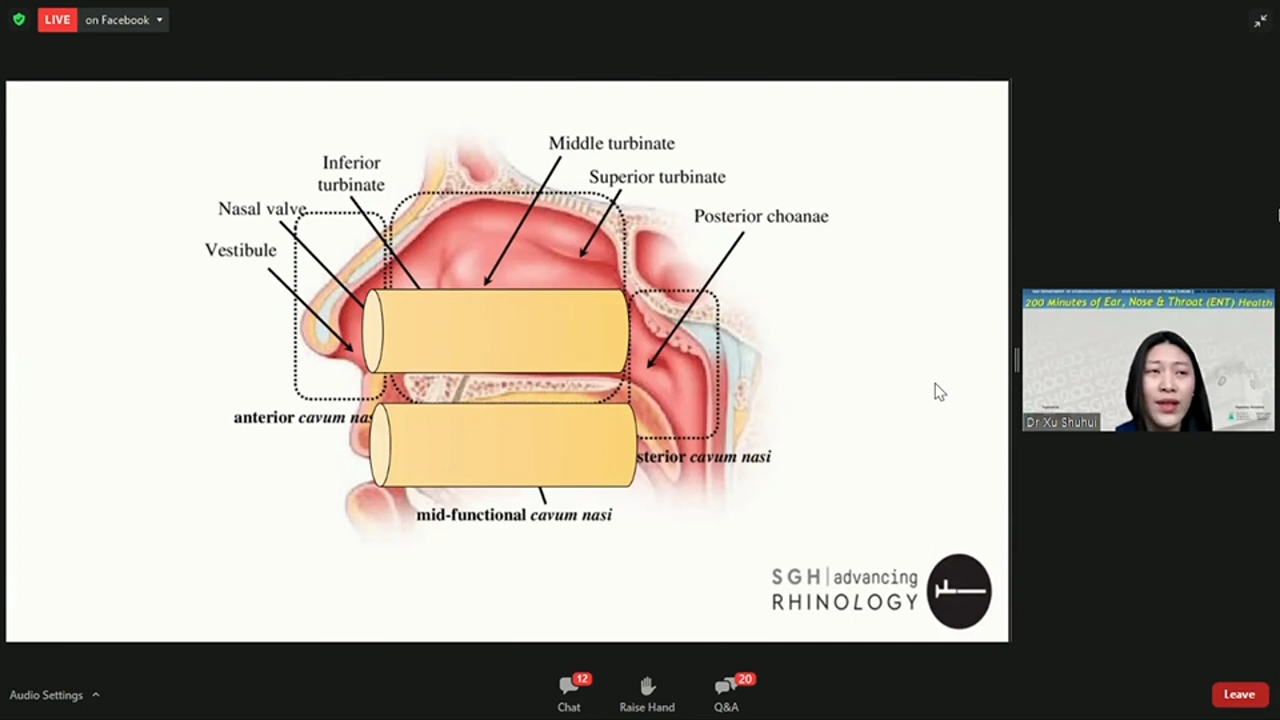 LIVE on Facebook
Middle turbinate
Inferior
turbinate
Superior turbinate
Nasal valve
Posterior choanae
Vestibule
200 Minutes of Ear, Nose & Throat (ENT) Health
Dr Xu Shuhui
anterior cavum nas
sterior cavum nasi
mid-functional cavum nasi
SGH | advancing
RHINOLOGY
12
20
Audio Settings
Chat
Raise Hand
Q&A
Leave